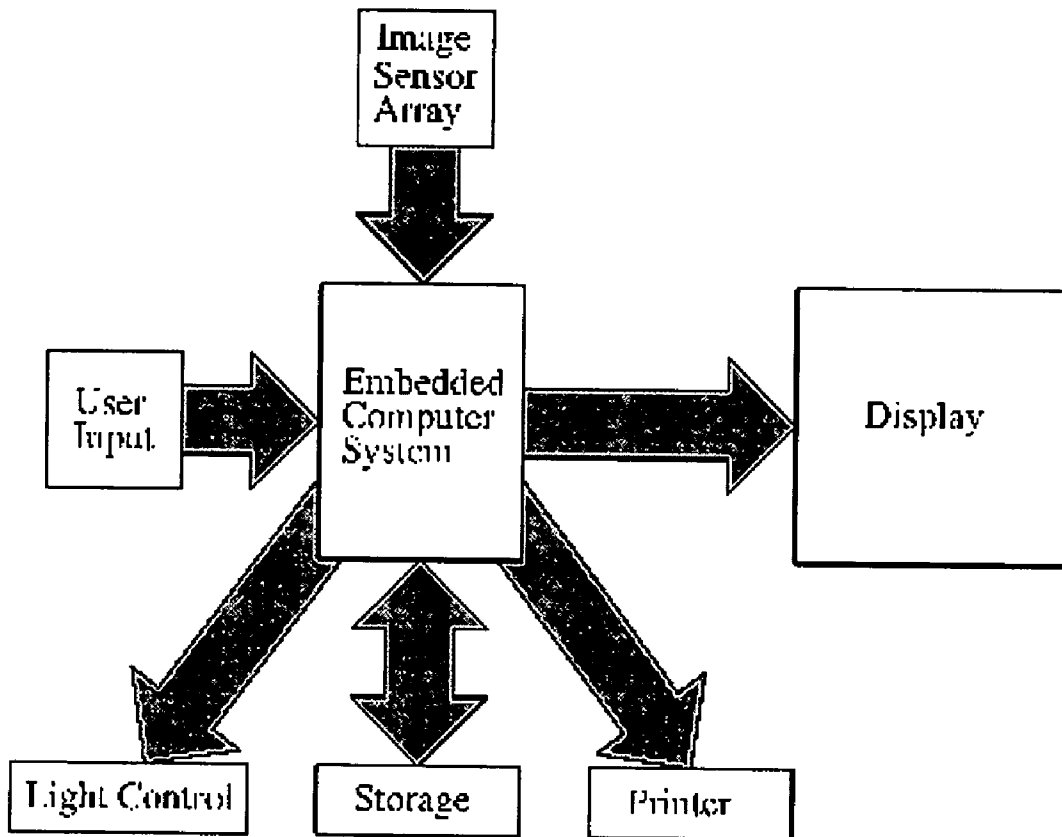 Image
Sensor
Array
User
Input
Embedded
Computer
System
Display
Light Control
Storage
Printer